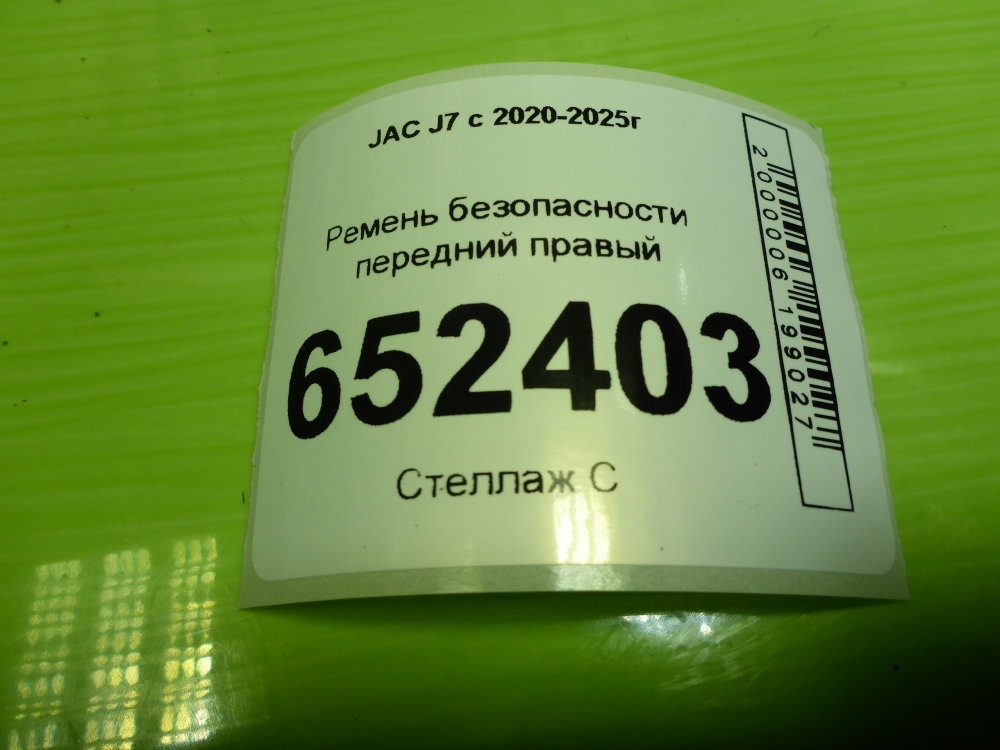 JAC J7 с 2020-2025г
Ремень безопасности
передний правый
652403
Стеллаж С
2000006199027